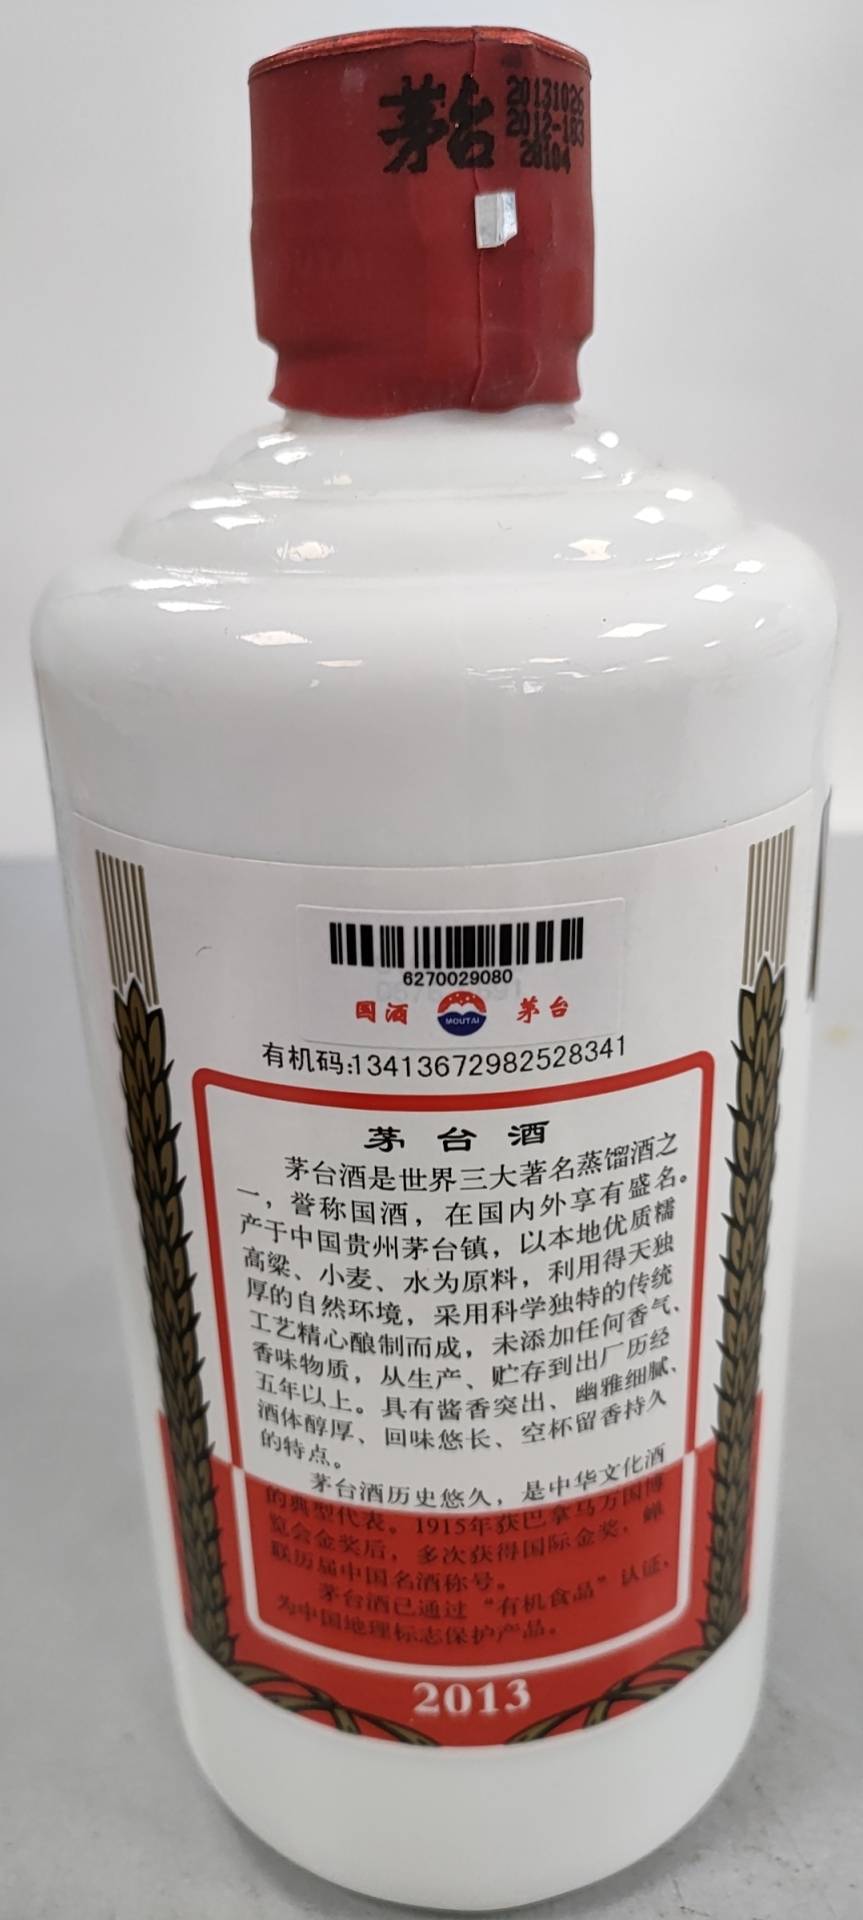 茅台
20131026
2012-183
20104
6270029080
国酒 MOUTAI 茅台
有机码:13413672982528341
茅台酒
茅台酒是世界三大著名蒸馏酒之
一，誉称国酒，在国内外享有盛名。
产于中国贵州茅台镇，以本地优质糯
高粱、小麦、水为原料，利用得天独
厚的自然环境，采用科学独特的传统
工艺精心酿制而成，未添加任何香气、
香味物质，从生产、贮存到出厂历经
五年以上。具有酱香突出、幽雅细腻、
酒体醇厚、回味悠长、空杯留香持久
的特点。
茅台酒历史悠久，是中华文化酒
的典型代表。1915年获巴拿马万国博
览会金奖后，多次获得国际金奖，蝉
联历届中国名酒称号。
茅台酒已通过“有机食品”认证，
为中国地理标志保护产品。
2013